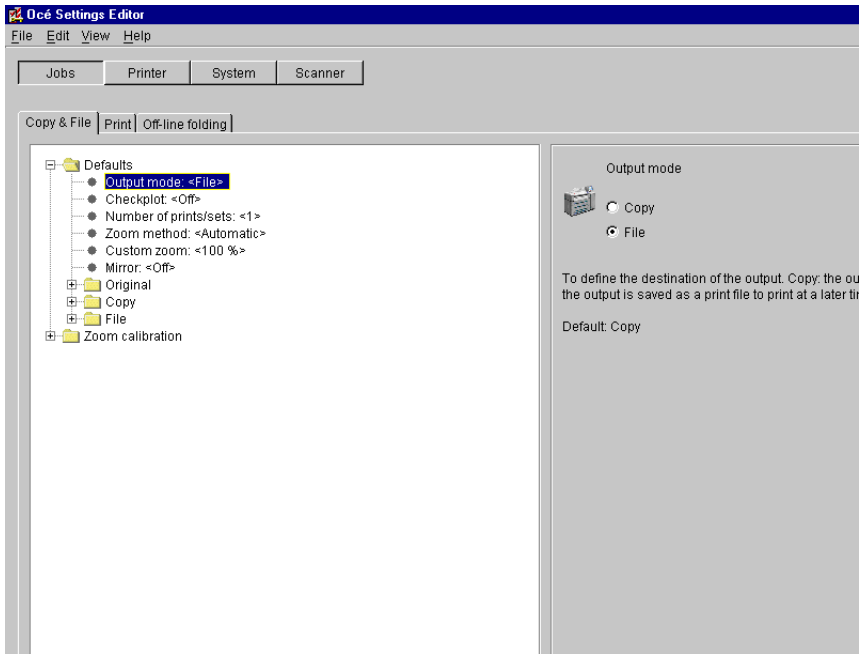 Océ Settings Editor
File Edit View Help
Jobs Printer System Scanner
Copy & File Print Off-line folding
Defaults
Output mode: <File>
Checkplot: <Off>
Number of prints/sets: <1>
Zoom method: <Automatic>
Custom zoom: <100 %>
Mirror: <Off>
Original
Copy
File
Zoom calibration
Output mode
Copy
File
To define the destination of the output. Copy: the ou
the output is saved as a print file to print at a later ti
Default: Copy